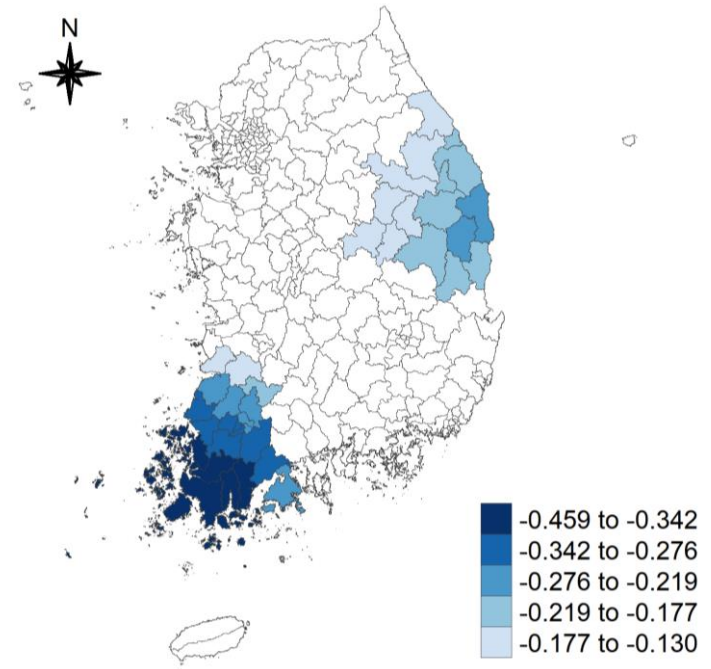 N
-0.459 to -0.342
-0.342 to -0.276
-0.276 to -0.219
-0.219 to -0.177
-0.177 to -0.130